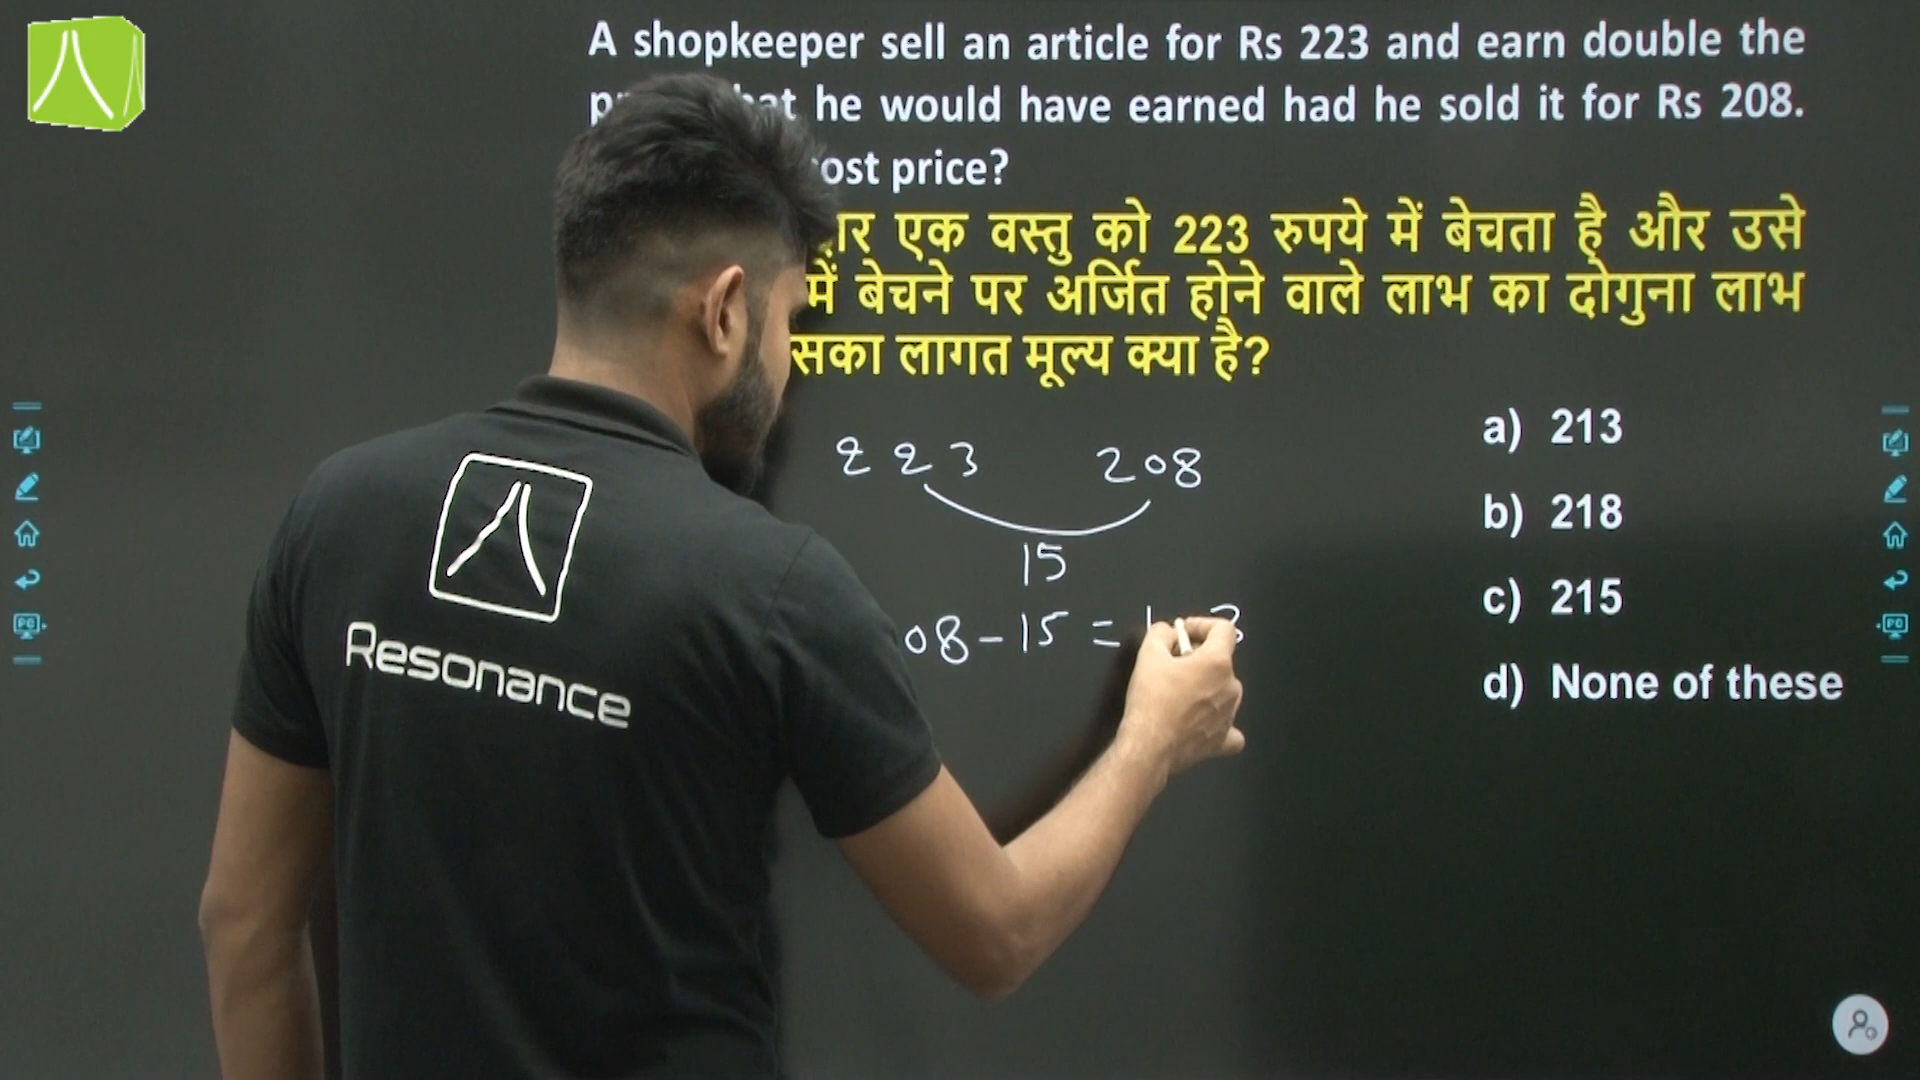 A shopkeeper sell an article for Rs 223 and earn double the
he would have earned had he sold it for Rs 208.
price?
एक वस्तु को 223 रुपये में बेचता है और उसे
में बेचने पर अर्जित होने वाले लाभ का दोगुना लाभ
लागत मूल्य क्या है?
223 208
15
08-15 =
a) 213
b) 218
c) 215
d) None of these
Resonance
PC
PC